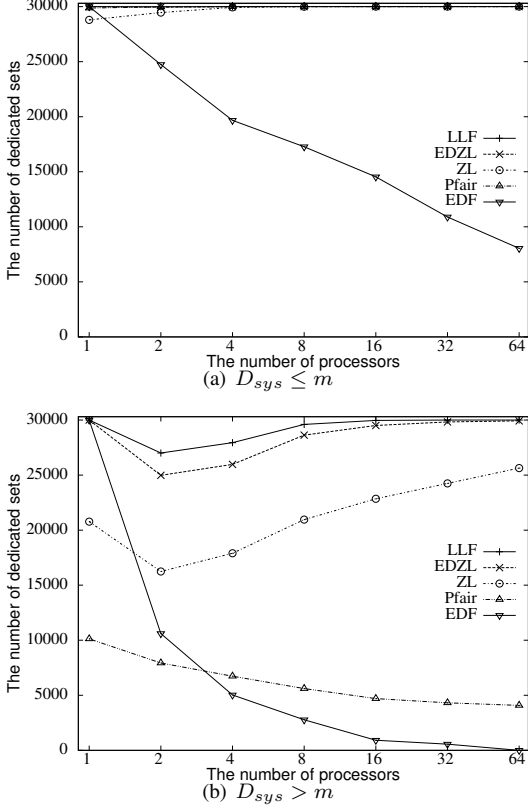 30000
25000
20000
15000
10000
5000
0
The number of dedicated sets
LLF
EDZL
ZL
Pfair
EDF
1 2 4 8 16 32 64
The number of processors
(a) D_sys ≤ m
30000
25000
20000
15000
10000
5000
0
The number of dedicated sets
LLF
EDZL
ZL
Pfair
EDF
1 2 4 8 16 32 64
The number of processors
(b) D_sys > m